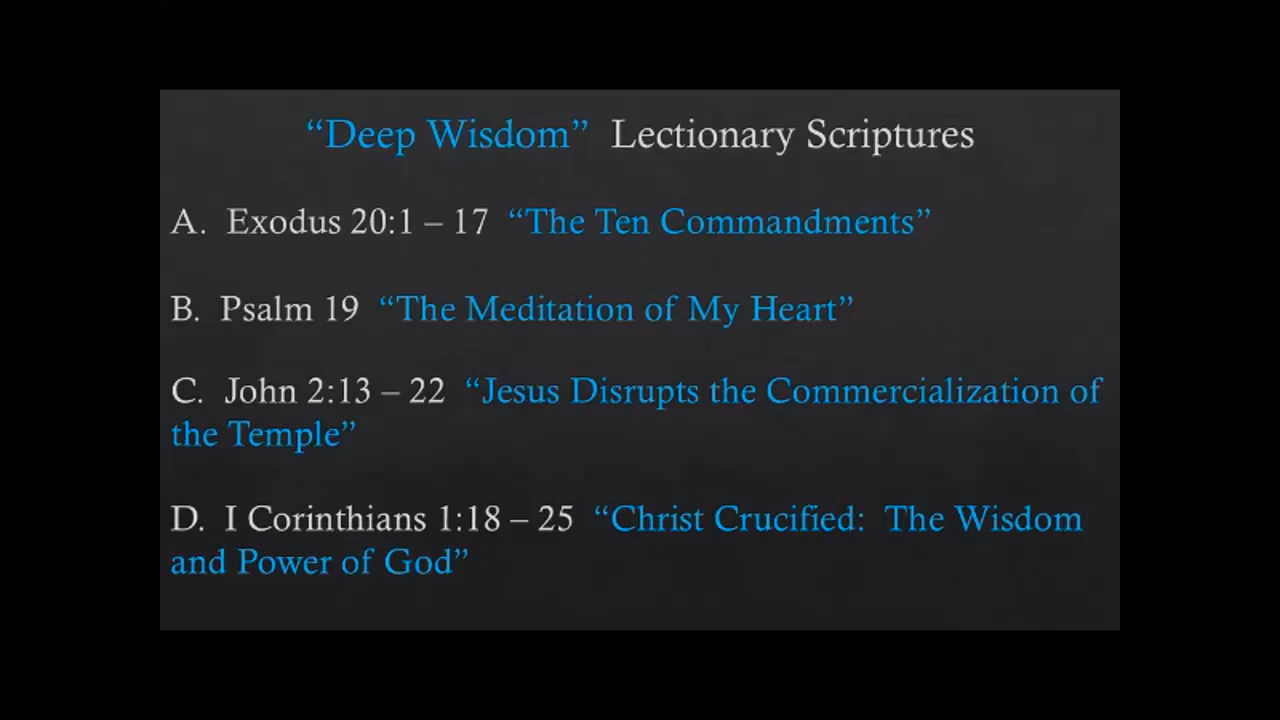 “Deep Wisdom”  Lectionary Scriptures
A.  Exodus 20:1 – 17  “The Ten Commandments”
B.  Psalm 19  “The Meditation of My Heart”
C.  John 2:13 – 22  “Jesus Disrupts the Commercialization of
the Temple”
D.  I Corinthians 1:18 – 25  “Christ Crucified:  The Wisdom
and Power of God”